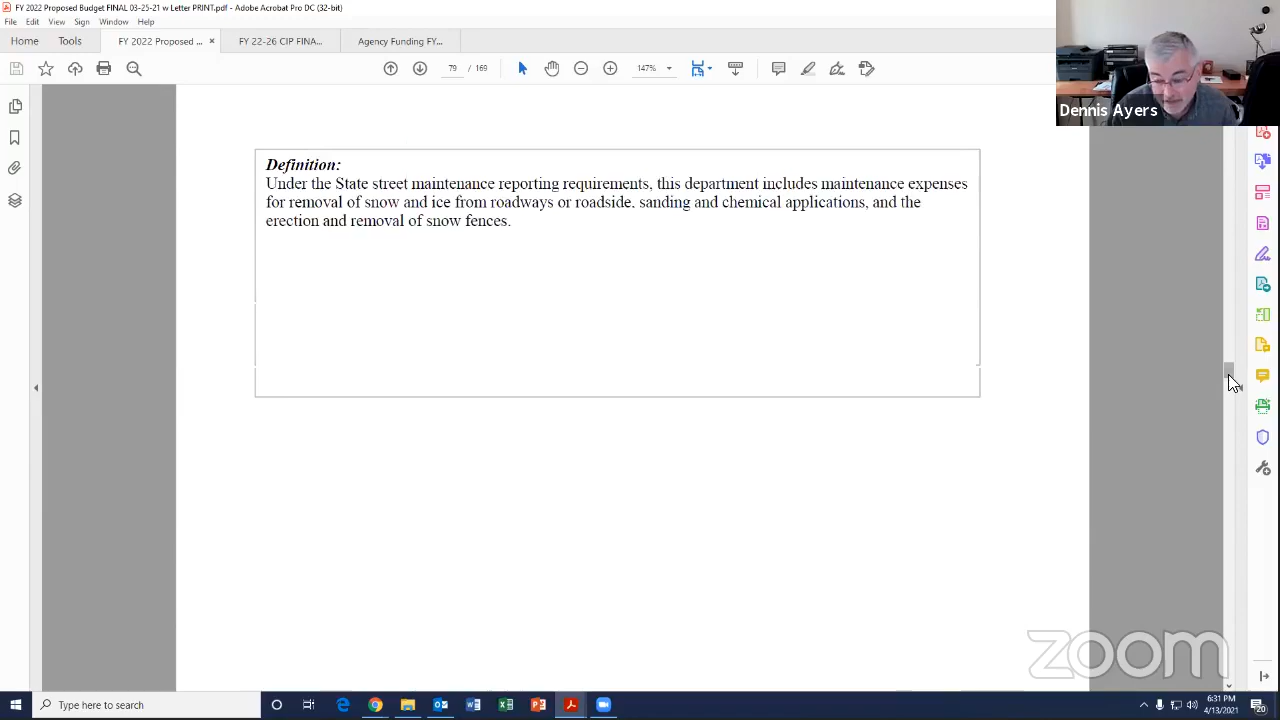 FY 2022 Proposed Budget FINAL 03-25-21 w Letter PRINT.pdf - Adobe Acrobat Pro DC (32-bit)
File Edit View Sign Window Help
Home Tools FY 2022 Proposed ... × FY 22-26 CIP FINA... Agency Funding FY...
79 169 147%
Dennis Ayers
Definition:
Under the State street maintenance reporting requirements, this department includes maintenance expenses
for removal of snow and ice from roadways or roadside, sanding and chemical applications, and the
erection and removal of snow fences.
zoom
Type here to search
6:31 PM
4/13/2021
20